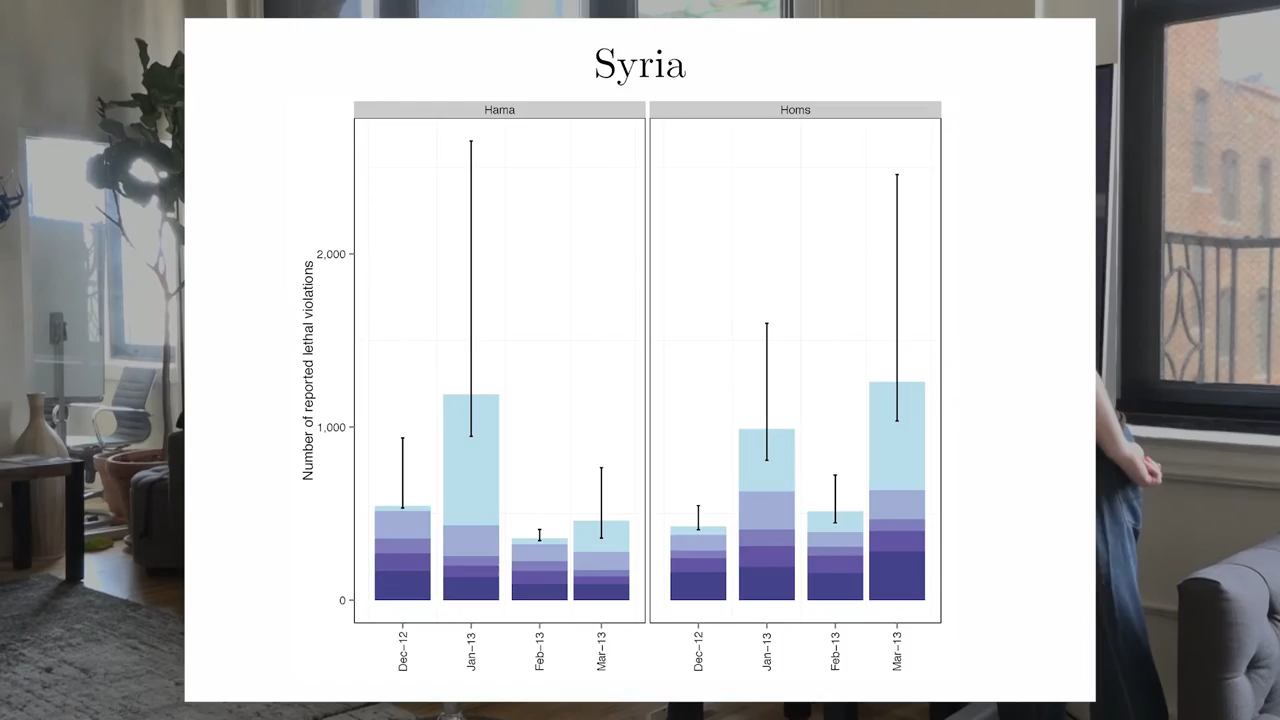 Syria
Hama
Homs
Number of reported lethal violations
2,000
1,000
0
Dec-12
Jan-13
Feb-13
Mar-13
Dec-12
Jan-13
Feb-13
Mar-13